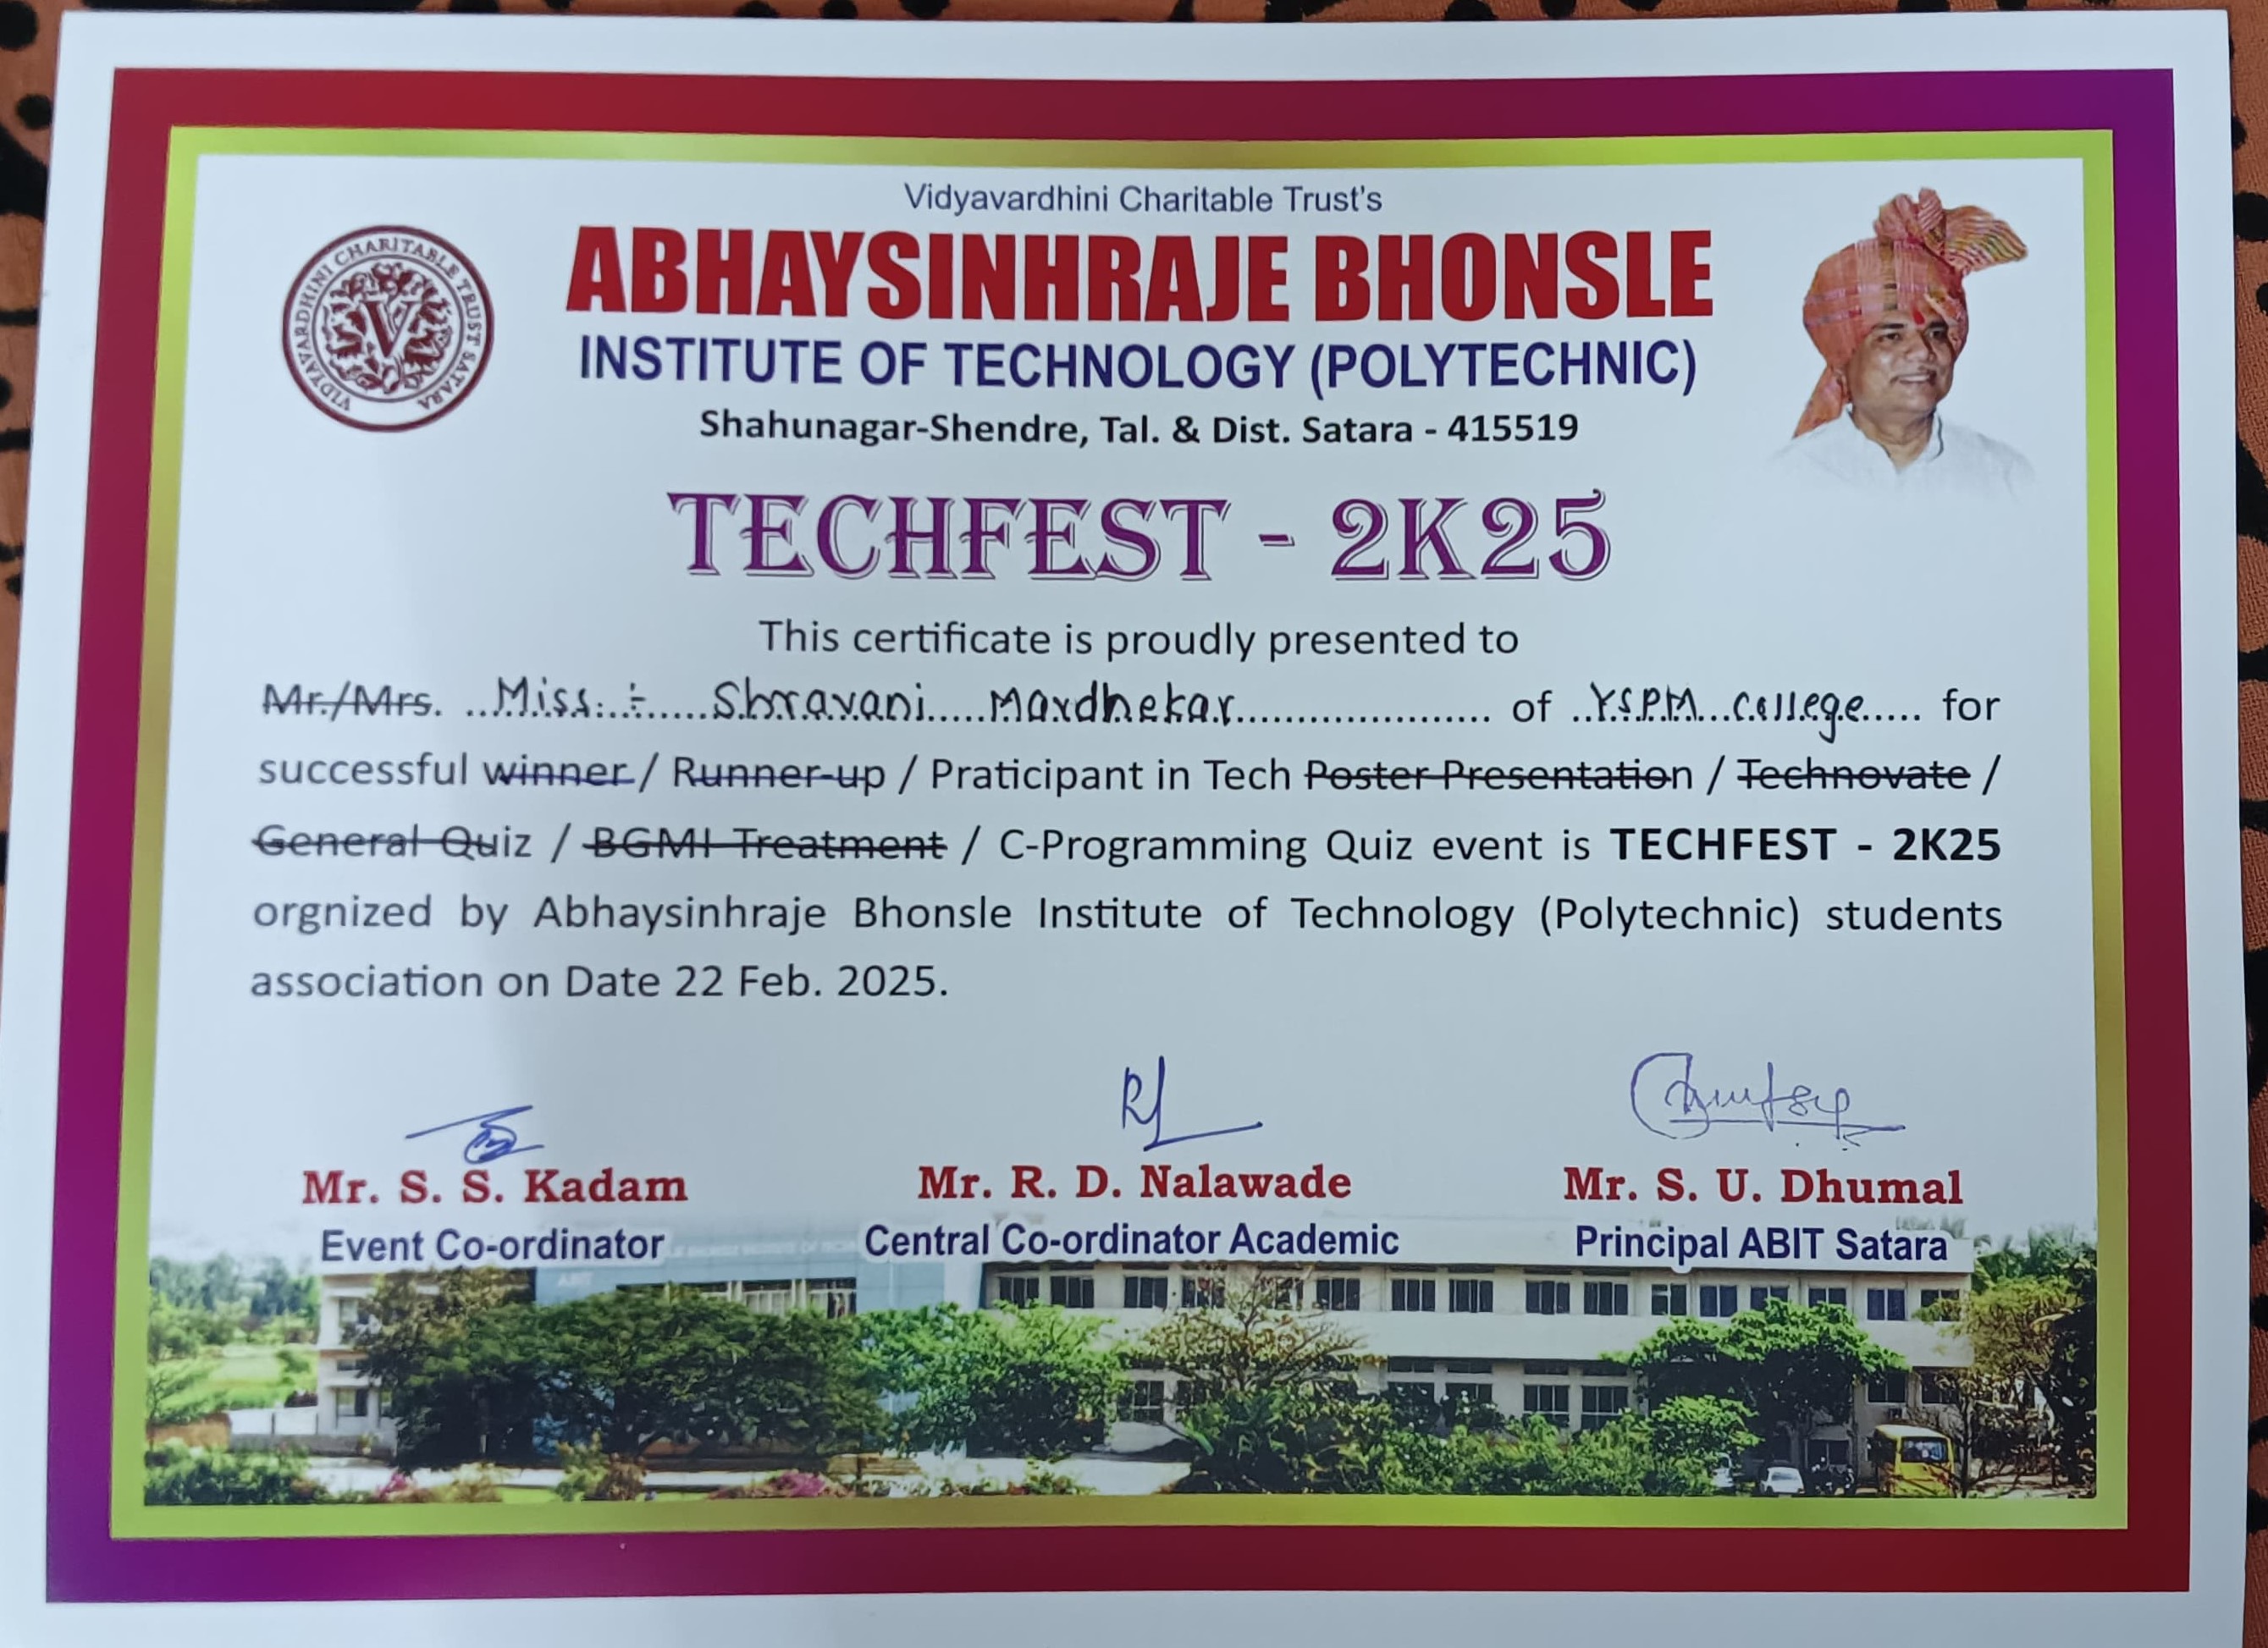 Vidyavardhini Charitable Trust's
VIDYAVARDHINI CHARITABLE TRUST SATARA
V
ABHAYSINHRAJE BHONSLE
INSTITUTE OF TECHNOLOGY (POLYTECHNIC)
Shahunagar-Shendre, Tal. & Dist. Satara - 415519
TECHFEST - 2K25
This certificate is proudly presented to
Mr./Mrs. Miss :- Shravani Mardhekar of YSPM college for
successful winner / Runner-up / Praticipant in Tech Poster Presentation / Technovate /
General Quiz / BGMI Treatment / C-Programming Quiz event is TECHFEST - 2K25
orgnized by Abhaysinhraje Bhonsle Institute of Technology (Polytechnic) students
association on Date 22 Feb. 2025.
Mr. S. S. Kadam Mr. R. D. Nalawade Mr. S. U. Dhumal
Event Co-ordinator Central Co-ordinator Academic Principal ABIT Satara